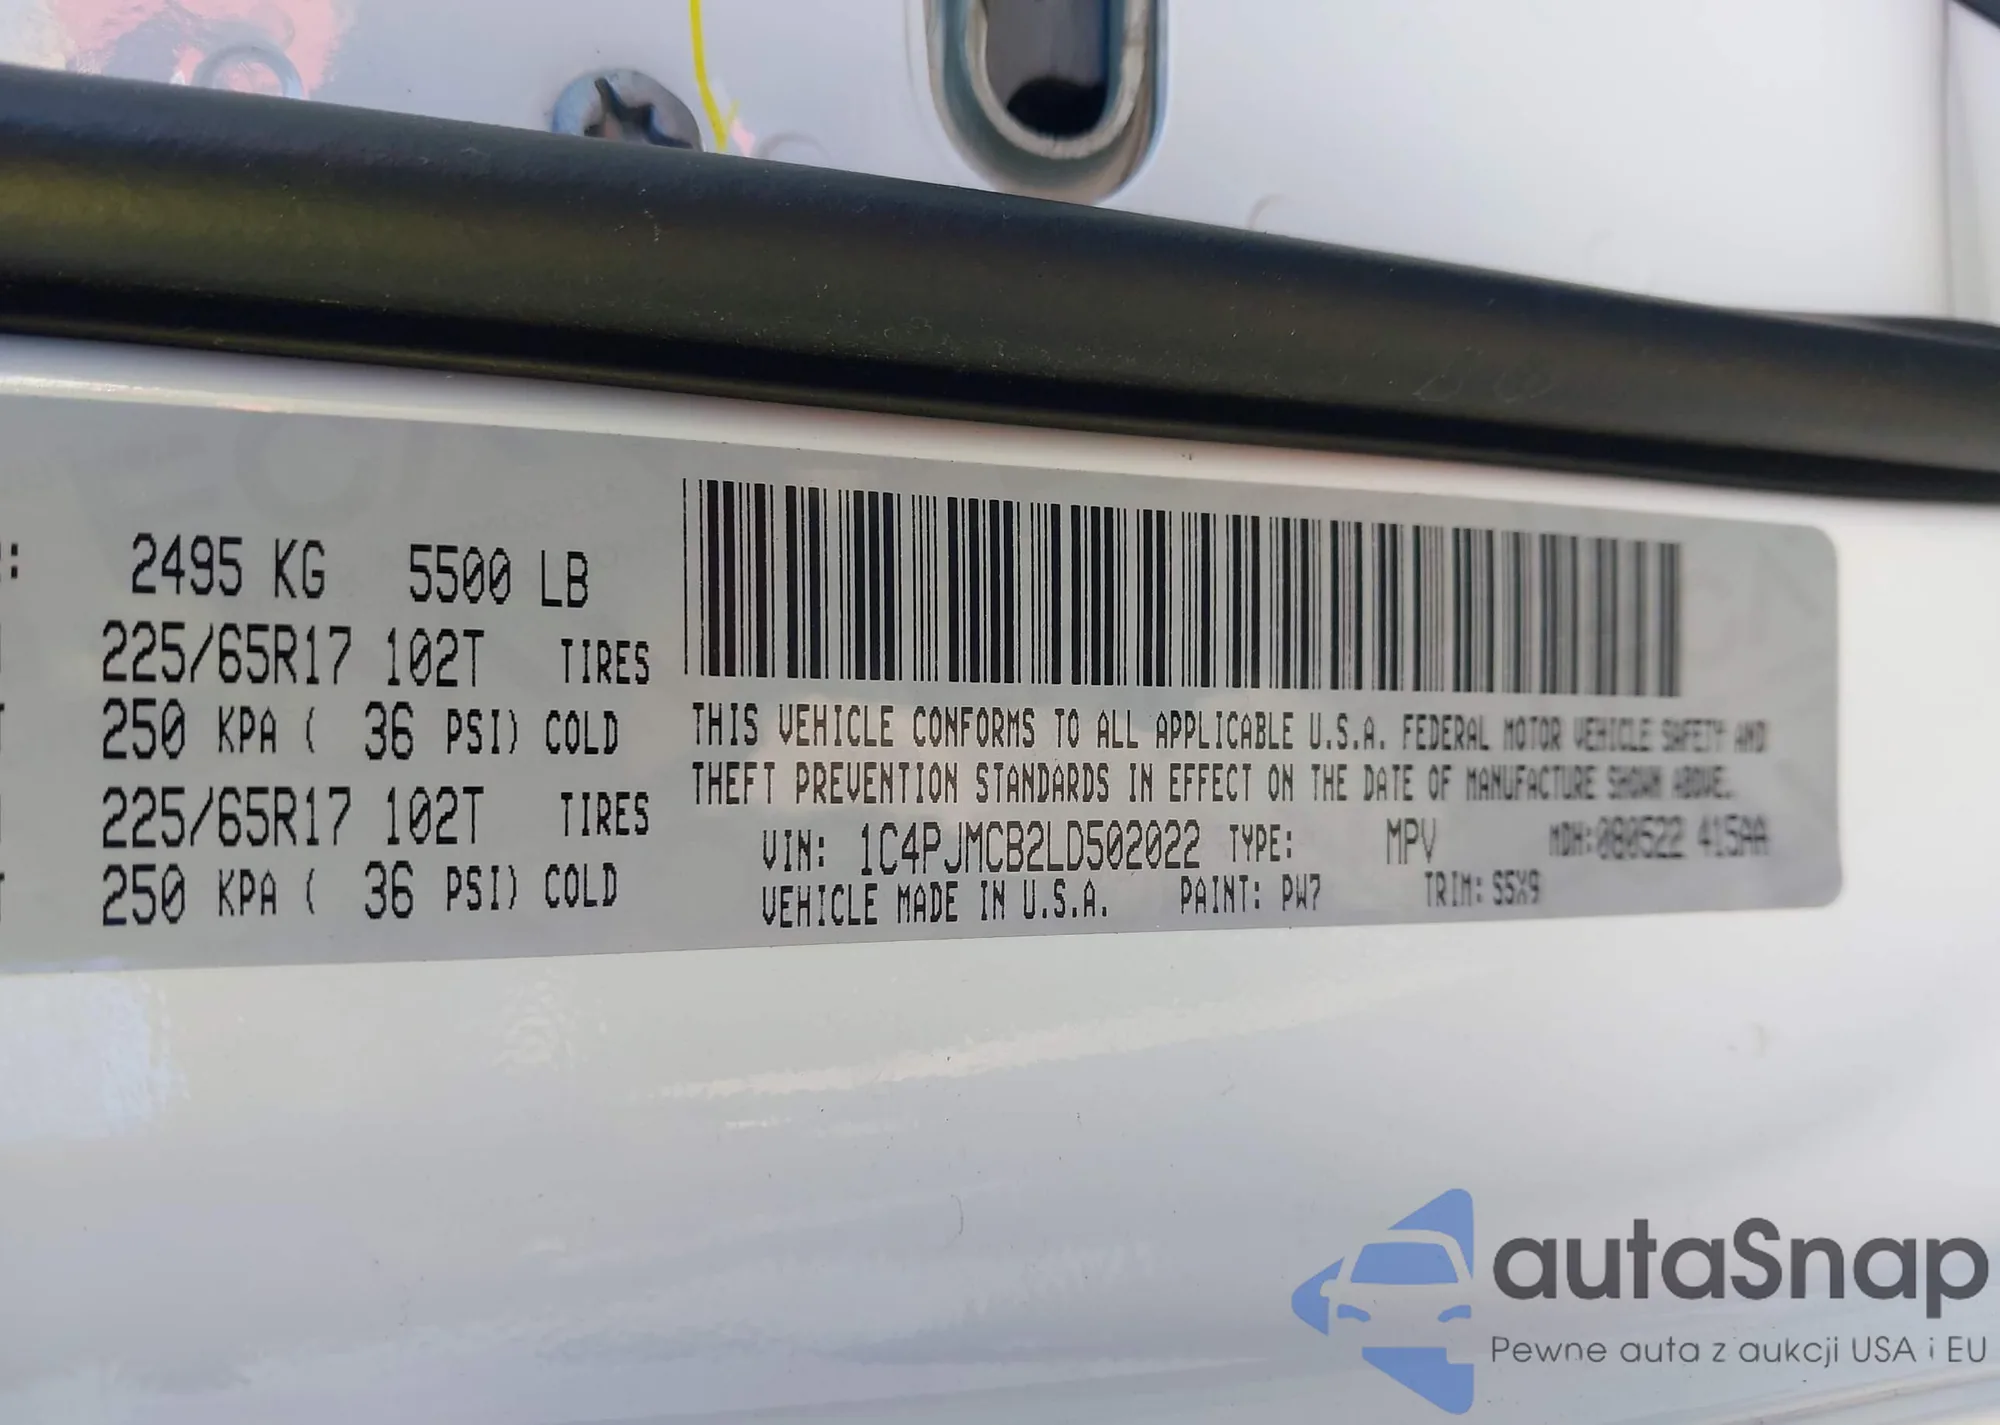 : 2495 KG 5500 LB
225/65R17 102T TIRES
250 KPA ( 36 PSI) COLD
225/65R17 102T TIRES
250 KPA ( 36 PSI) COLD
THIS VEHICLE CONFORMS TO ALL APPLICABLE U.S.A. FEDERAL MOTOR VEHICLE SAFETY AND
THEFT PREVENTION STANDARDS IN EFFECT ON THE DATE OF MANUFACTURE SHOWN ABOVE.
VIN: 1C4PJMCB2LD502022 TYPE: MPV MDH:080522 415AA
VEHICLE MADE IN U.S.A. PAINT: PW7 TRIM: S5X9
autaSnap
Pewne auta z aukcji USA i EU